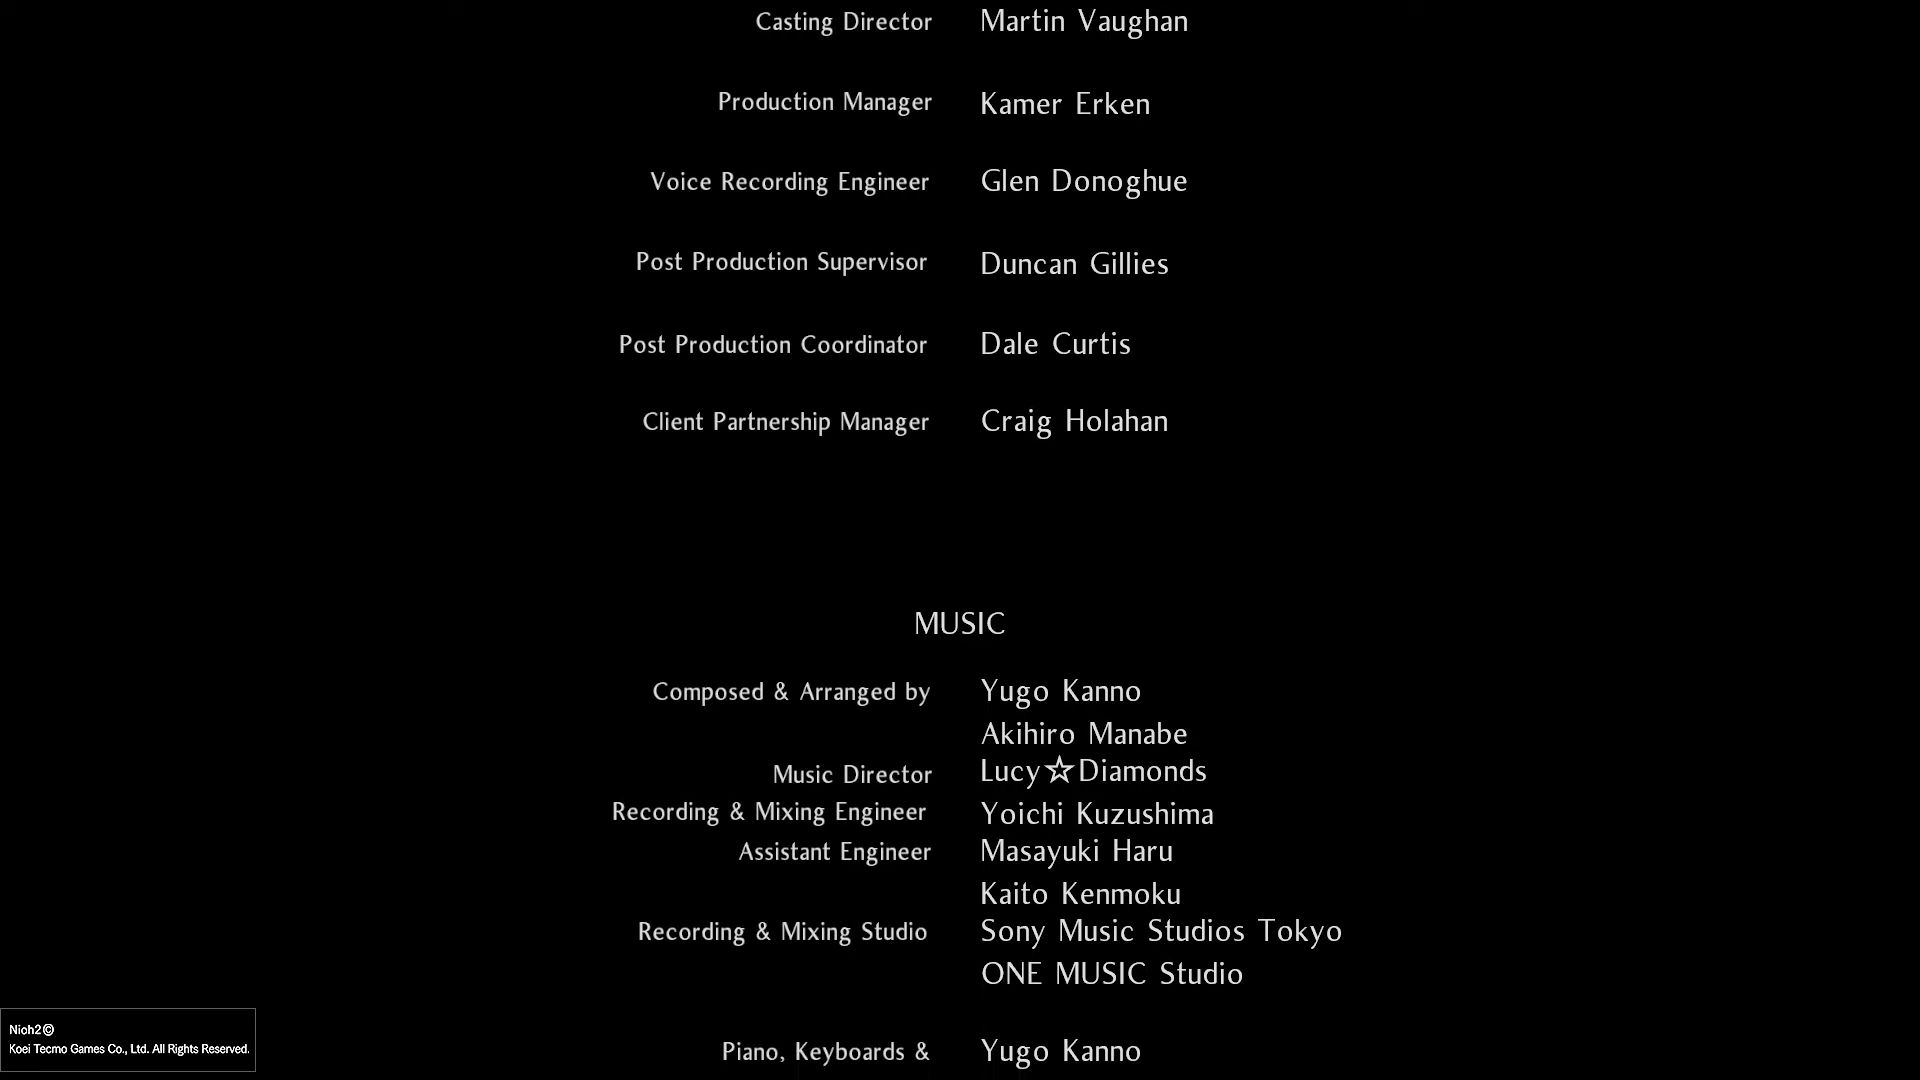 Casting Director Martin Vaughan
Production Manager Kamer Erken
Voice Recording Engineer Glen Donoghue
Post Production Supervisor Duncan Gillies
Post Production Coordinator Dale Curtis
Client Partnership Manager Craig Holahan
MUSIC
Composed & Arranged by Yugo Kanno
Akihiro Manabe
Music Director Lucy☆Diamonds
Recording & Mixing Engineer Yoichi Kuzushima
Assistant Engineer Masayuki Haru
Kaito Kenmoku
Recording & Mixing Studio Sony Music Studios Tokyo
ONE MUSIC Studio
Piano, Keyboards & Yugo Kanno
Nioh2©
Koei Tecmo Games Co., Ltd. All Rights Reserved.